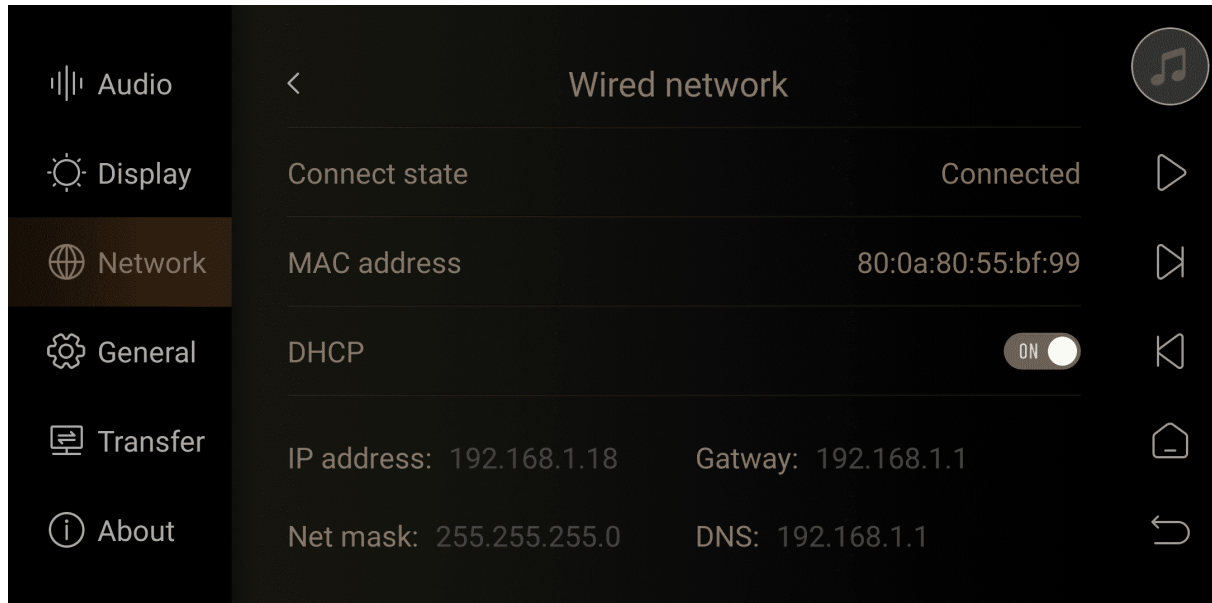 Audio
Display
Network
General
Transfer
About
Wired network
Connect state Connected
MAC address 80:0a:80:55:bf:99
DHCP ON
IP address: 192.168.1.18 Gatway: 192.168.1.1
Net mask: 255.255.255.0 DNS: 192.168.1.1